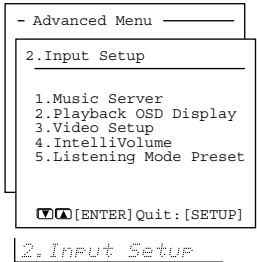 - Advanced Menu
2.Input Setup
1.Music Server
2.Playback OSD Display
3.Video Setup
4.IntelliVolume
5.Listening Mode Preset
▼▲[ENTER]Quit:[SETUP]
2.Input Setup